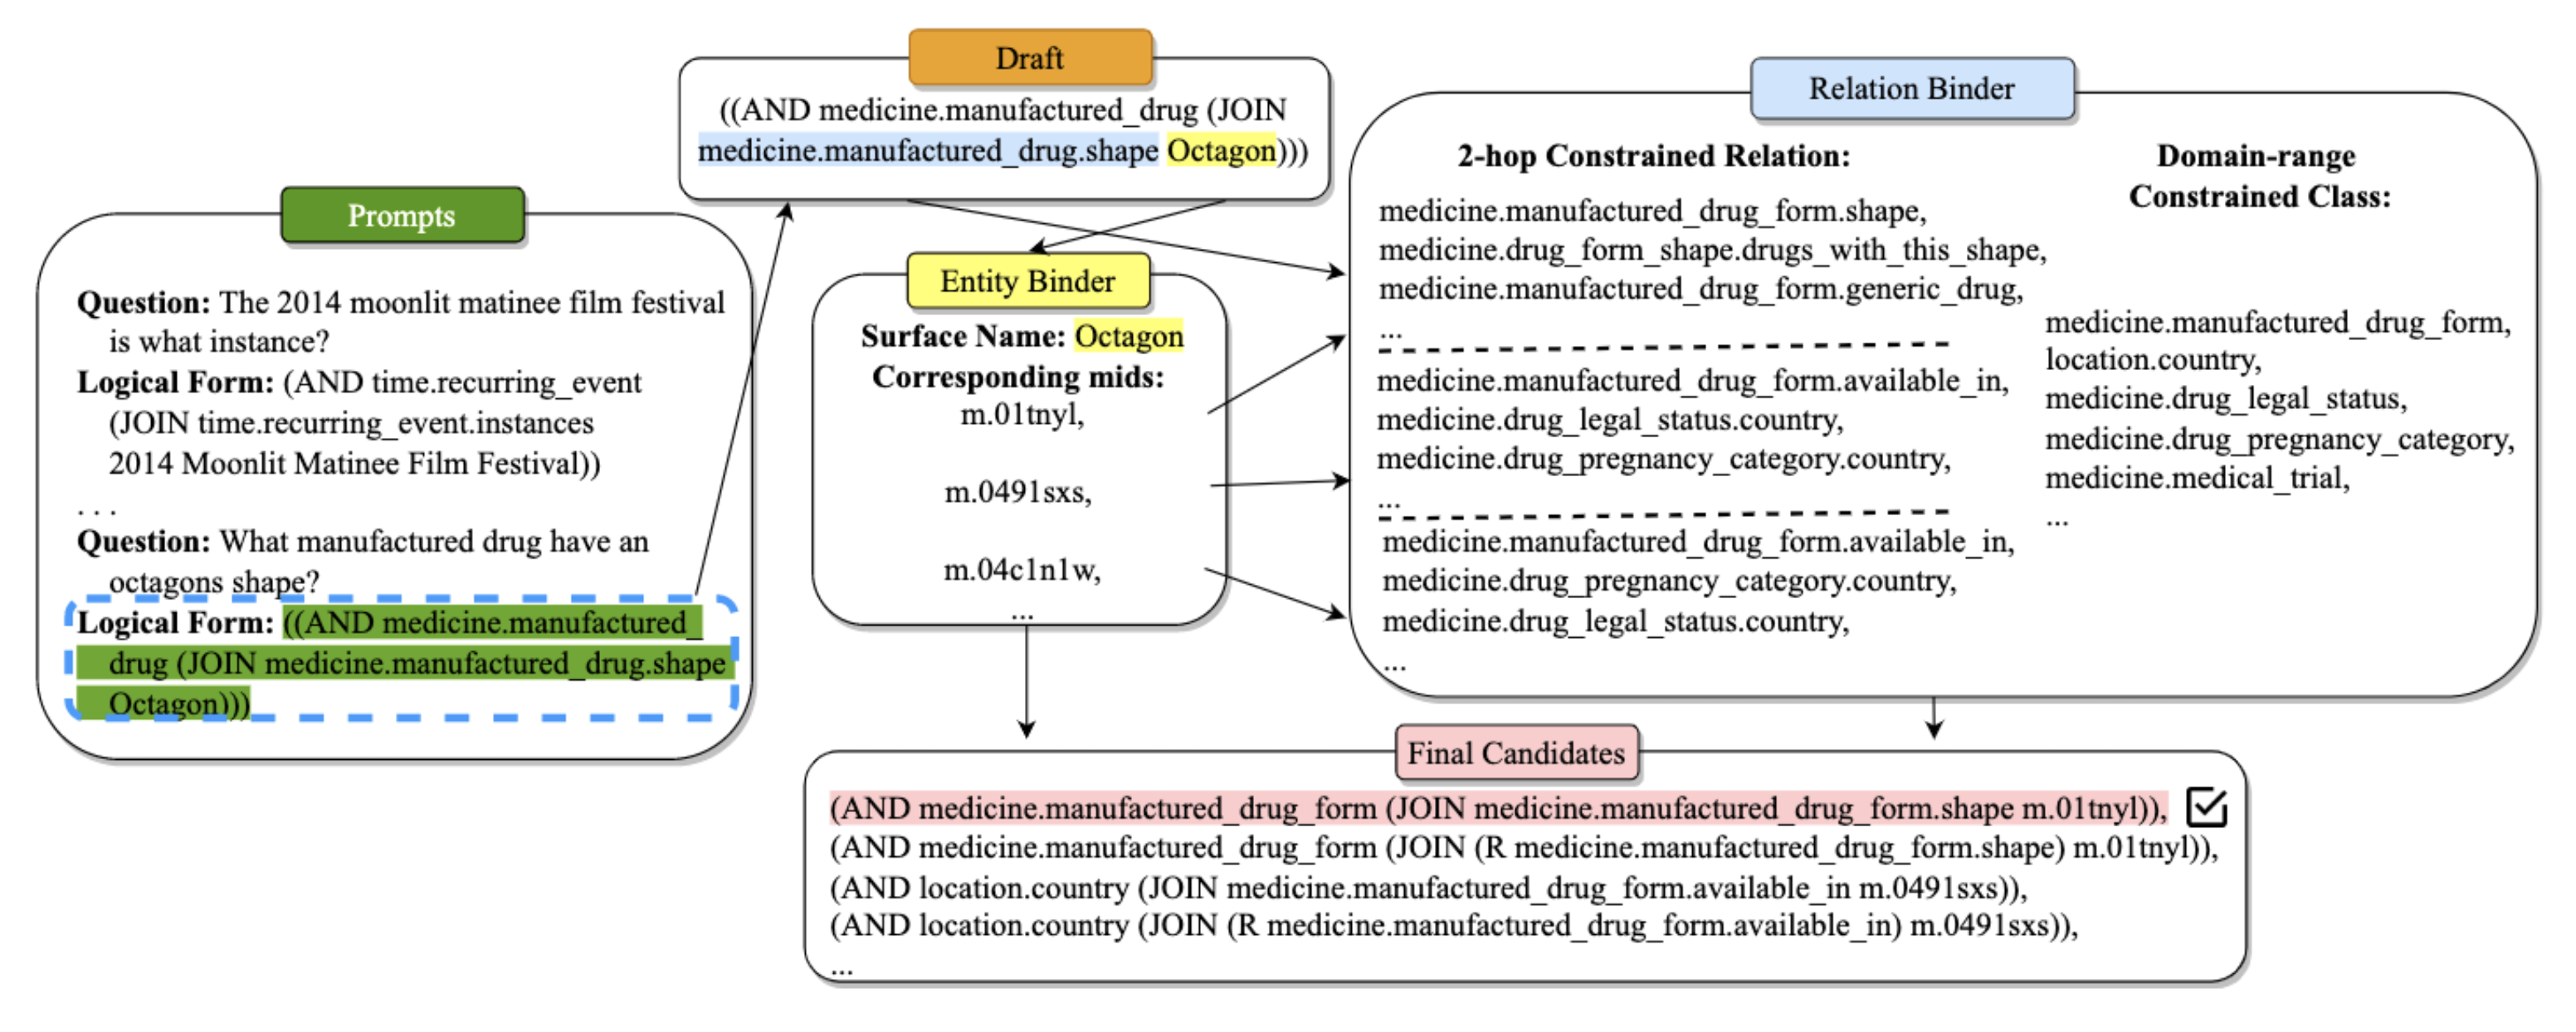 Prompts
Question: The 2014 moonlit matinee film festival
is what instance?
Logical Form: (AND time.recurring_event
(JOIN time.recurring_event.instances
2014 Moonlit Matinee Film Festival))
. . .
Question: What manufactured drug have an
octagons shape?
Logical Form: ((AND medicine.manufactured_
drug (JOIN medicine.manufactured_drug.shape
Octagon)))
Draft
((AND medicine.manufactured_drug (JOIN
medicine.manufactured_drug.shape Octagon)))
Entity Binder
Surface Name: Octagon
Corresponding mids:
m.01tnyl,
m.0491sxs,
m.04c1n1w,
...
Relation Binder
2-hop Constrained Relation:
medicine.manufactured_drug_form.shape,
medicine.drug_form_shape.drugs_with_this_shape,
medicine.manufactured_drug_form.generic_drug,
...
medicine.manufactured_drug_form.available_in,
medicine.drug_legal_status.country,
medicine.drug_pregnancy_category.country,
...
medicine.manufactured_drug_form.available_in,
medicine.drug_pregnancy_category.country,
medicine.drug_legal_status.country,
...
Domain-range
Constrained Class:
medicine.manufactured_drug_form,
location.country,
medicine.drug_legal_status,
medicine.drug_pregnancy_category,
medicine.medical_trial,
...
Final Candidates
(AND medicine.manufactured_drug_form (JOIN medicine.manufactured_drug_form.shape m.01tnyl)),
(AND medicine.manufactured_drug_form (JOIN (R medicine.manufactured_drug_form.shape) m.01tnyl)),
(AND location.country (JOIN medicine.manufactured_drug_form.available_in m.0491sxs)),
(AND location.country (JOIN (R medicine.manufactured_drug_form.available_in) m.0491sxs)),
...